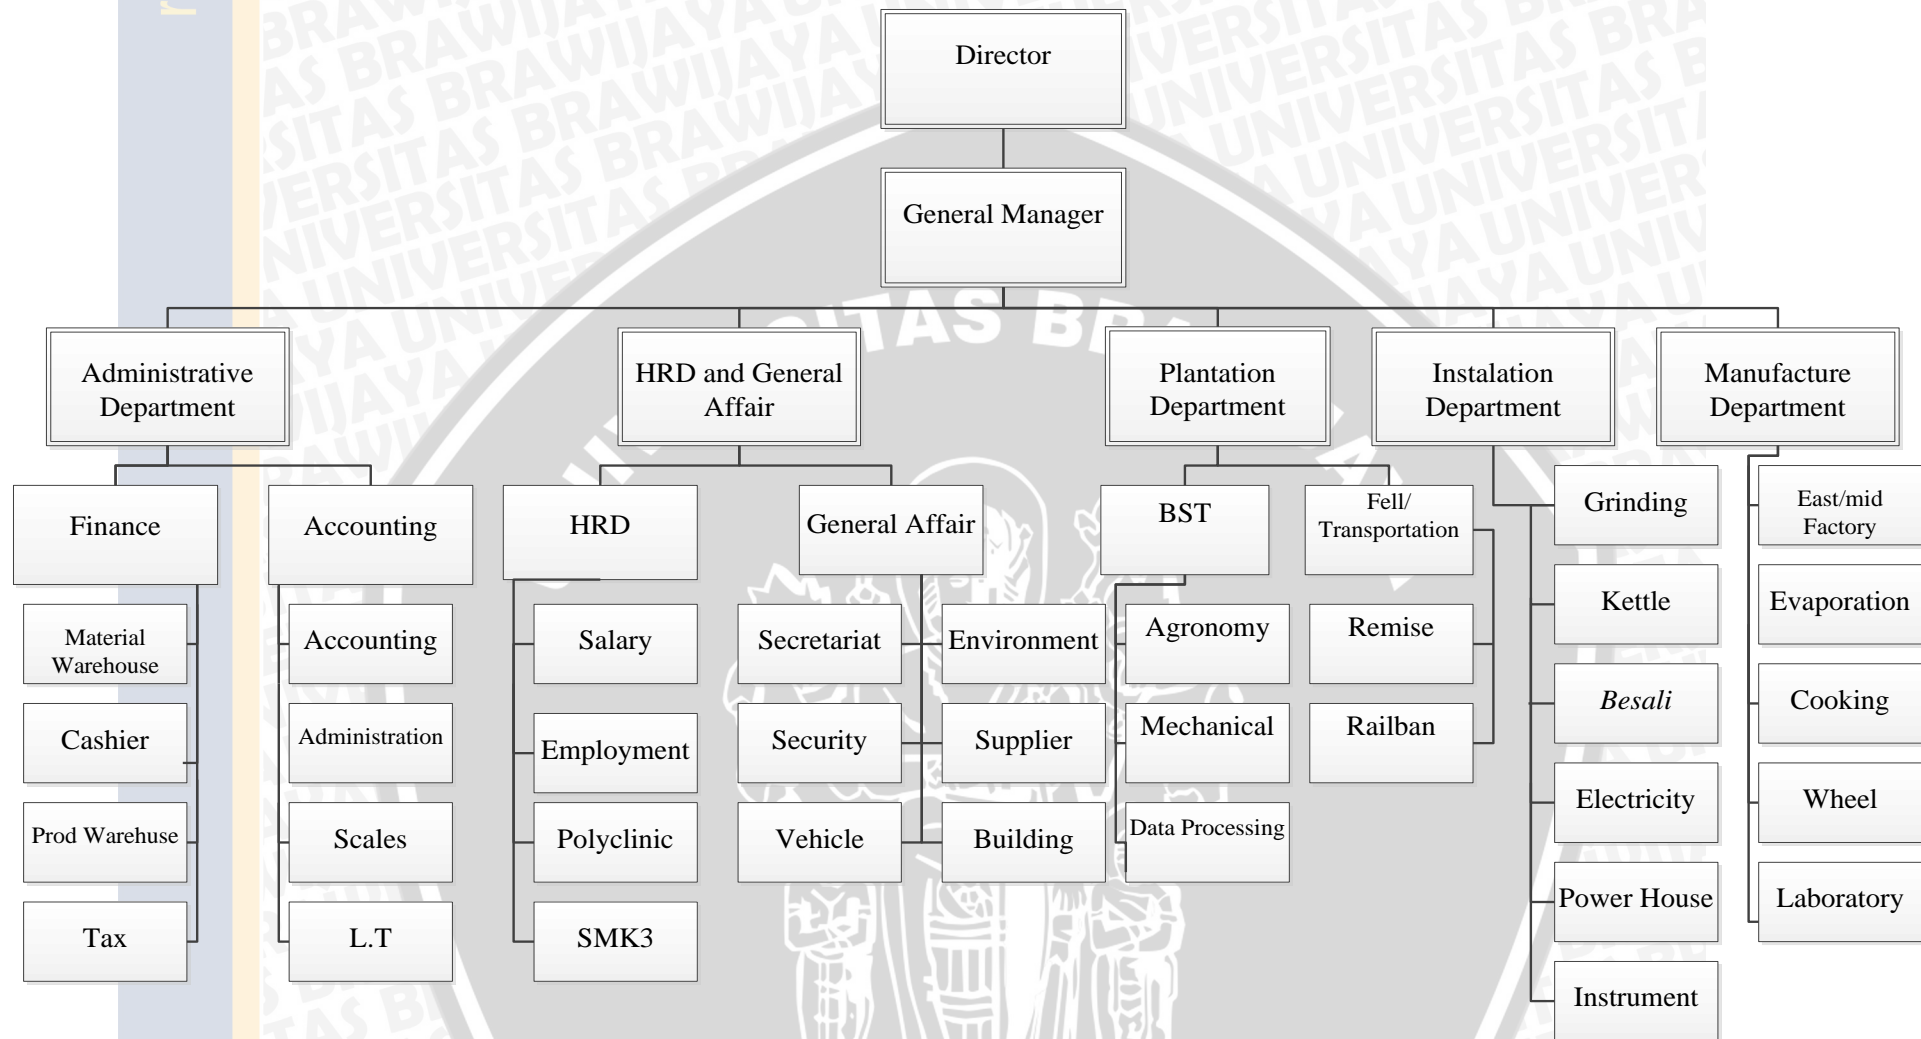 Director
General Manager
Administrative
Department
HRD and General
Affair
Plantation
Department
Instalation
Department
Manufacture
Department
Finance
Accounting
HRD
General Affair
BST
Fell/
Transportation
Grinding
East/mid
Factory
Material
Warehouse
Accounting
Salary
Secretariat
Environment
Agronomy
Remise
Kettle
Evaporation
Cashier
Administration
Employment
Security
Supplier
Mechanical
Railban
Besali
Cooking
Prod Warehuse
Scales
Polyclinic
Vehicle
Building
Data Processing
Electricity
Wheel
Tax
L.T
SMK3
Power House
Laboratory
Instrument